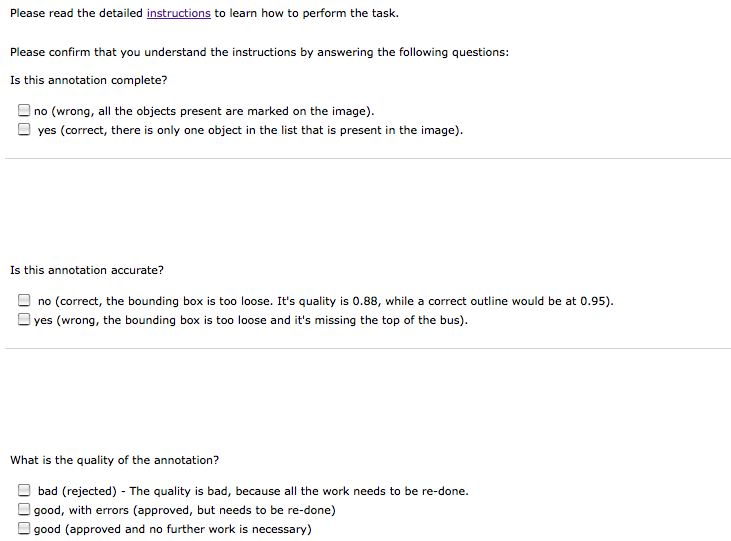 Please read the detailed instructions to learn how to perform the task.
Please confirm that you understand the instructions by answering the following questions:
Is this annotation complete?
no (wrong, all the objects present are marked on the image).
yes (correct, there is only one object in the list that is present in the image).
Is this annotation accurate?
no (correct, the bounding box is too loose. It's quality is 0.88, while a correct outline would be at 0.95).
yes (wrong, the bounding box is too loose and it's missing the top of the bus).
What is the quality of the annotation?
bad (rejected) - The quality is bad, because all the work needs to be re-done.
good, with errors (approved, but needs to be re-done)
good (approved and no further work is necessary)